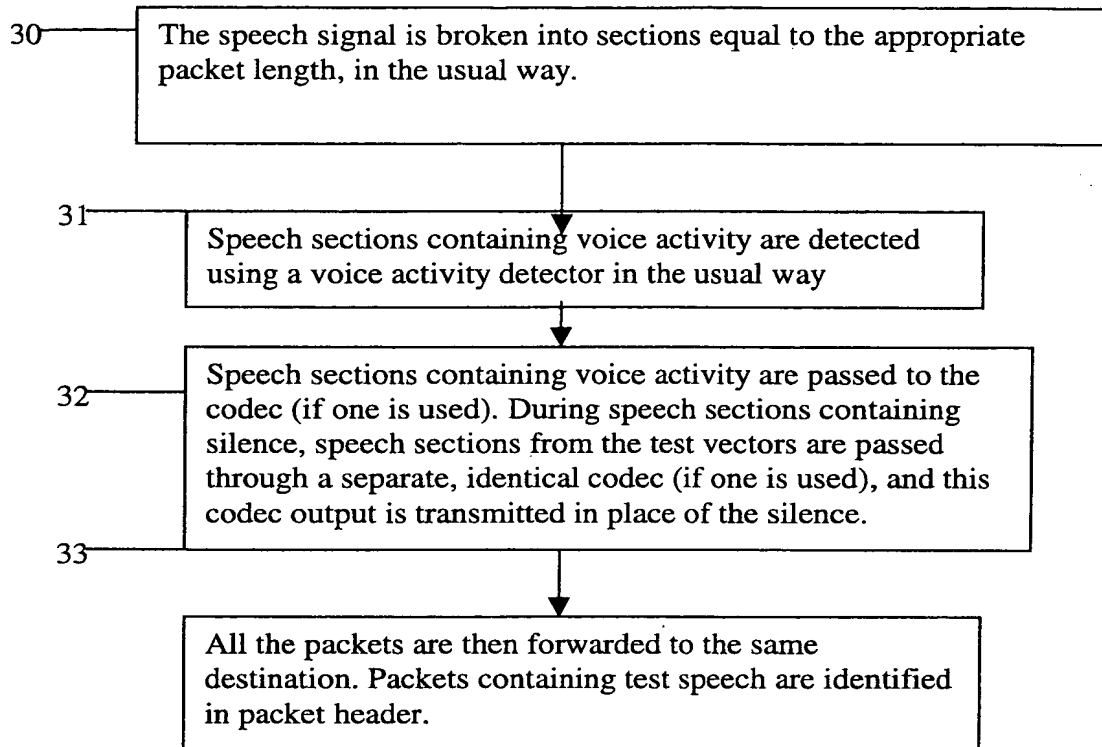 30
The speech signal is broken into sections equal to the appropriate
packet length, in the usual way.
31
Speech sections containing voice activity are detected
using a voice activity detector in the usual way
32
Speech sections containing voice activity are passed to the
codec (if one is used). During speech sections containing
silence, speech sections from the test vectors are passed
through a separate, identical codec (if one is used), and this
codec output is transmitted in place of the silence.
33
All the packets are then forwarded to the same
destination. Packets containing test speech are identified
in packet header.